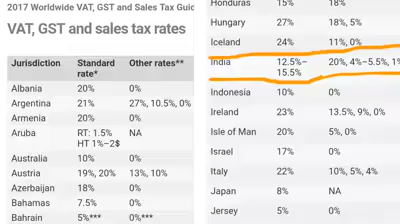 2017 Worldwide VAT, GST and Sales Tax Guid
VAT, GST and sales tax rates
Jurisdiction Standard rate* Other rates**
Albania 20% 0%
Argentina 21% 27%, 10.5%, 0%
Armenia 20% 0%
Aruba RT: 1.5% NA
HT 1%–2$
Australia 10% 0%
Austria 19%, 20% 13%, 10%
Azerbaijan 18% 0%
Bahamas 7.5% 0%
Bahrain 5%*** 0%***
Honduras 15% 18%
Hungary 27% 18%, 5%
Iceland 24% 11%, 0%
India 12.5%– 20%, 4%–5.5%, 1%
15.5%
Indonesia 10% 0%
Ireland 23% 13.5%, 9%, 0%
Isle of Man 20% 5%, 0%
Israel 17% 0%
Italy 22% 10%, 5%, 4%
Japan 8% NA
Jersey 5% 0%